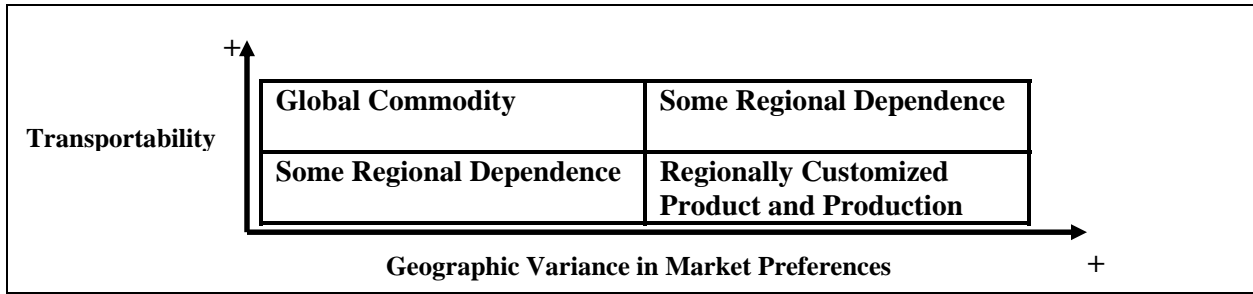 +
Global Commodity
Some Regional Dependence
Transportability
Some Regional Dependence
Regionally Customized
Product and Production
Geographic Variance in Market Preferences
+